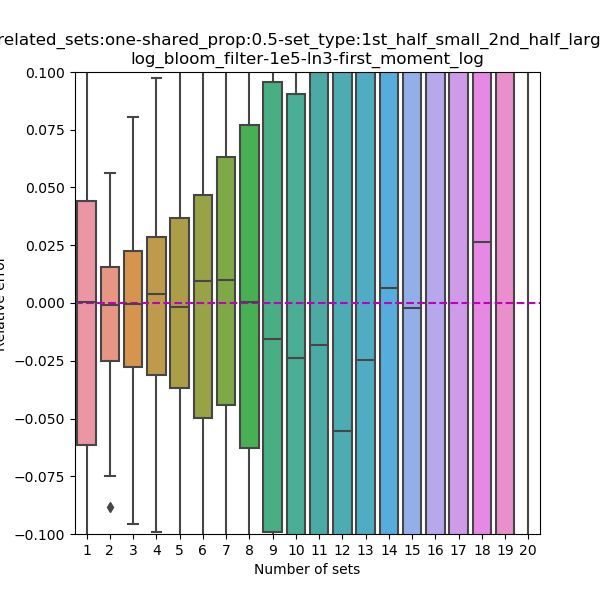 related_sets:one-shared_prop:0.5-set_type:1st_half_small_2nd_half_larg
log_bloom_filter-1e5-ln3-first_moment_log
0.100
0.075
0.050
0.025
0.000
−0.025
−0.050
−0.075
−0.100
Relative error
1 2 3 4 5 6 7 8 9 10 11 12 13 14 15 16 17 18 19 20
Number of sets